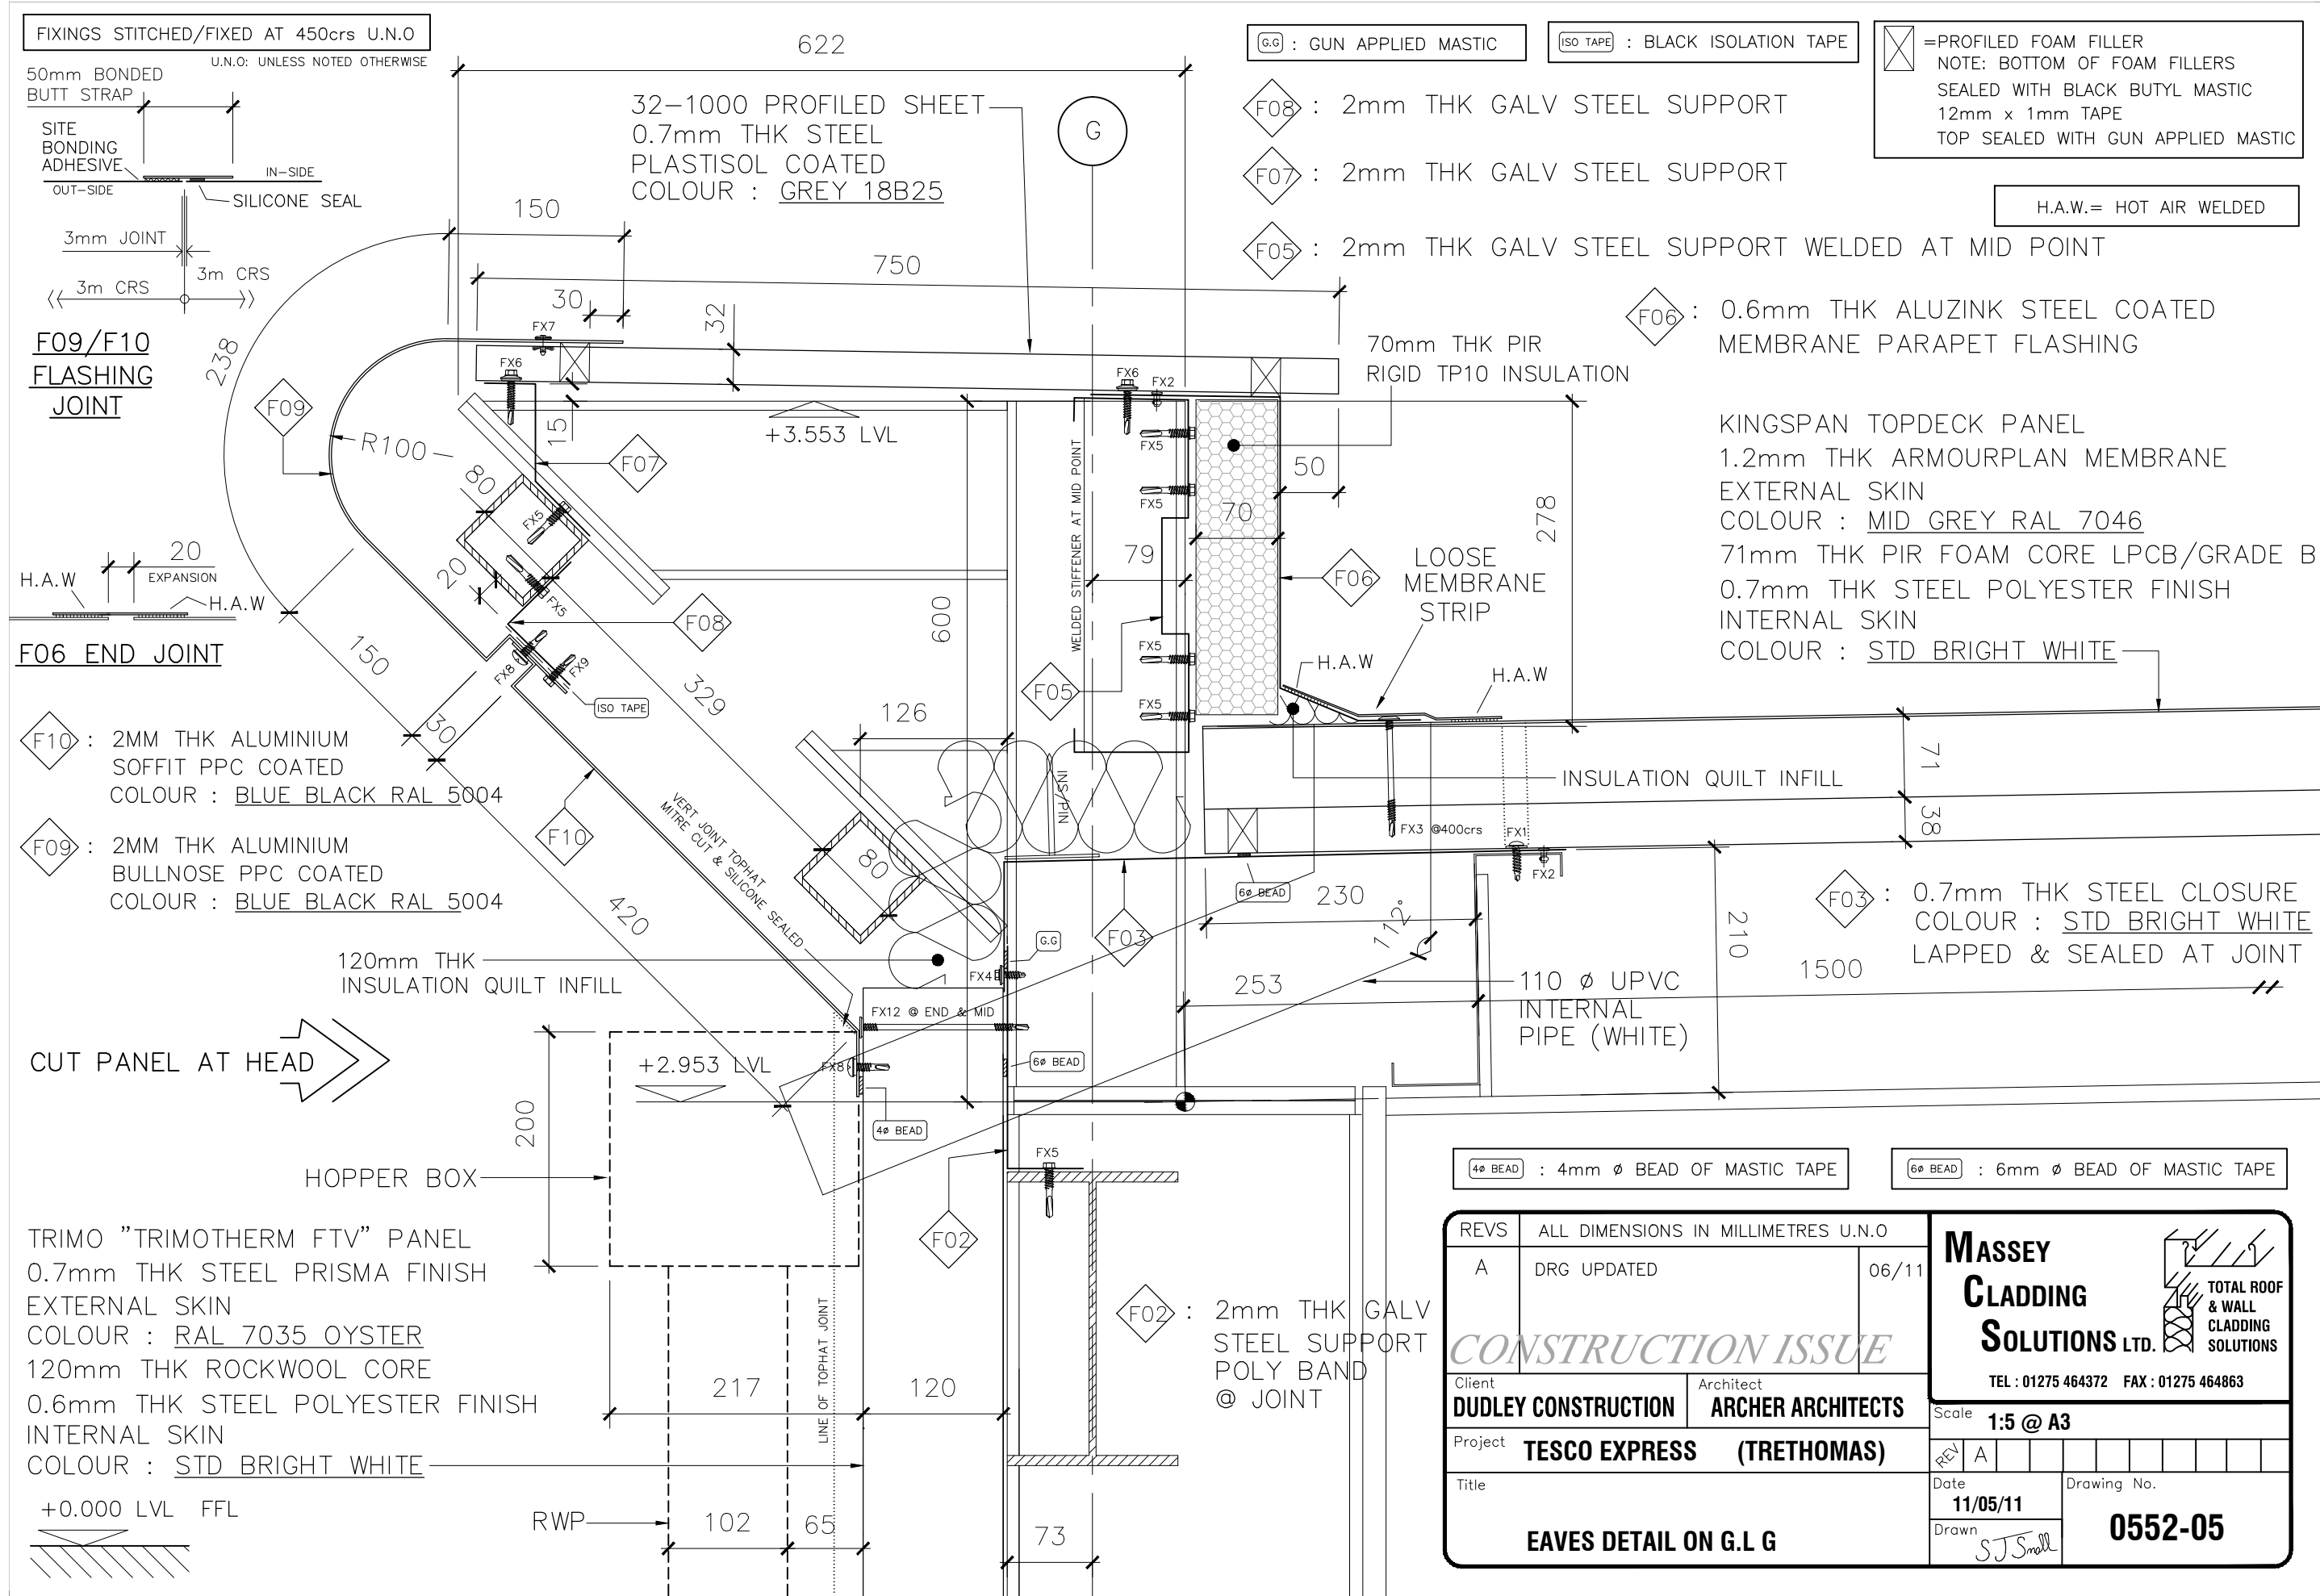 FIXINGS STITCHED/FIXED AT 450crs U.N.O
U.N.O: UNLESS NOTED OTHERWISE
50mm BONDED
BUTT STRAP
SITE
BONDING
ADHESIVE
IN-SIDE
OUT-SIDE
SILICONE SEAL
3mm JOINT
3m CRS
3m CRS
F09/F10
FLASHING
JOINT
622
32-1000 PROFILED SHEET
0.7mm THK STEEL
PLASTISOL COATED
COLOUR : GREY 18B25
G
G.G : GUN APPLIED MASTIC
ISO TAPE : BLACK ISOLATION TAPE
=PROFILED FOAM FILLER
NOTE: BOTTOM OF FOAM FILLERS
SEALED WITH BLACK BUTYL MASTIC
12mm x 1mm TAPE
TOP SEALED WITH GUN APPLIED MASTIC
F08 : 2mm THK GALV STEEL SUPPORT
F07 : 2mm THK GALV STEEL SUPPORT
H.A.W.= HOT AIR WELDED
F05 : 2mm THK GALV STEEL SUPPORT WELDED AT MID POINT
F06 : 0.6mm THK ALUZINK STEEL COATED
MEMBRANE PARAPET FLASHING
150
750
30
32
238
FX7
FX6
FX6
FX2
70mm THK PIR
RIGID TP10 INSULATION
F09
R100
15
+3.553 LVL
F07
80
FX5
20
FX5
F08
FX8
FX9
ISO TAPE
WELDED STIFFENER AT MID POINT
FX5
FX5
FX5
FX5
50
70
79
278
F06
LOOSE
MEMBRANE
STRIP
H.A.W
H.A.W
F05
600
KINGSPAN TOPDECK PANEL
1.2mm THK ARMOURPLAN MEMBRANE
EXTERNAL SKIN
COLOUR : MID GREY RAL 7046
71mm THK PIR FOAM CORE LPCB/GRADE B
0.7mm THK STEEL POLYESTER FINISH
INTERNAL SKIN
COLOUR : STD BRIGHT WHITE
H.A.W
20
EXPANSION
H.A.W
F06 END JOINT
150
30
329
126
F10 : 2MM THK ALUMINIUM
SOFFIT PPC COATED
COLOUR : BLUE BLACK RAL 5004
F09 : 2MM THK ALUMINIUM
BULLNOSE PPC COATED
COLOUR : BLUE BLACK RAL 5004
F10
VERT JOINT TOPHAT
MITRE CUT & SILICONE SEALED
420
80
INS/PIN
INSULATION QUILT INFILL
71
38
FX3 @400crs
FX1
FX2
6ø BEAD
230
112°
F03
F03 : 0.7mm THK STEEL CLOSURE
COLOUR : STD BRIGHT WHITE
LAPPED & SEALED AT JOINT
210
1500
253
110 ø UPVC
INTERNAL
PIPE (WHITE)
G.G
FX4
120mm THK
INSULATION QUILT INFILL
FX12 @ END & MID
CUT PANEL AT HEAD
+2.953 LVL
FX8
6ø BEAD
4ø BEAD
200
HOPPER BOX
FX5
F02
TRIMO "TRIMOTHERM FTV" PANEL
0.7mm THK STEEL PRISMA FINISH
EXTERNAL SKIN
COLOUR : RAL 7035 OYSTER
120mm THK ROCKWOOL CORE
0.6mm THK STEEL POLYESTER FINISH
INTERNAL SKIN
COLOUR : STD BRIGHT WHITE
+0.000 LVL FFL
RWP
217
120
102
65
73
LINE OF TOPHAT JOINT
F02 : 2mm THK GALV
STEEL SUPPORT
POLY BAND
@ JOINT
4ø BEAD : 4mm ø BEAD OF MASTIC TAPE
6ø BEAD : 6mm ø BEAD OF MASTIC TAPE
REVS ALL DIMENSIONS IN MILLIMETRES U.N.O
A DRG UPDATED 06/11
CONSTRUCTION ISSUE
MASSEY
CLADDING
SOLUTIONS LTD.
TOTAL ROOF
& WALL
CLADDING
SOLUTIONS
TEL : 01275 464372 FAX : 01275 464863
Client
DUDLEY CONSTRUCTION
Architect
ARCHER ARCHITECTS
Scale 1:5 @ A3
Project TESCO EXPRESS (TRETHOMAS)
REV A
Title
EAVES DETAIL ON G.L G
Date
11/05/11
Drawn SJSmall
Drawing No.
0552-05